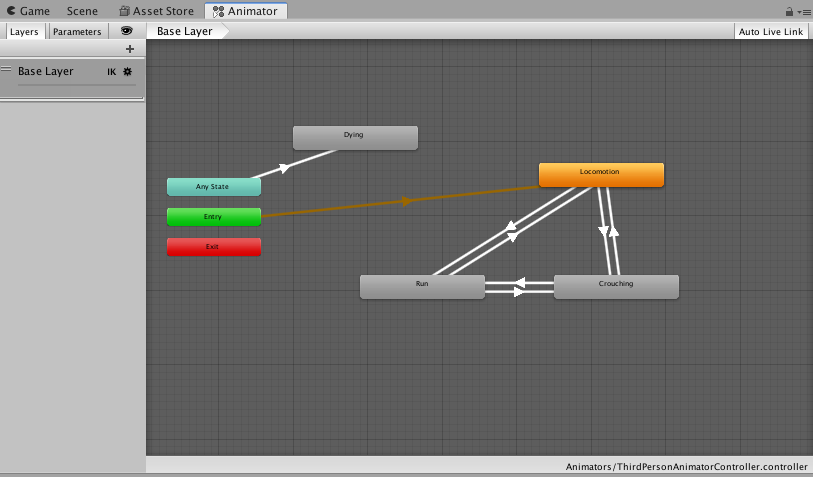 Game Scene Asset Store Animator
Layers Parameters Base Layer Auto Live Link
+
Base Layer IK
Dying
Locomotion
Any State
Entry
Exit
Run Crouching
Animators/ThirdPersonAnimatorController.controller